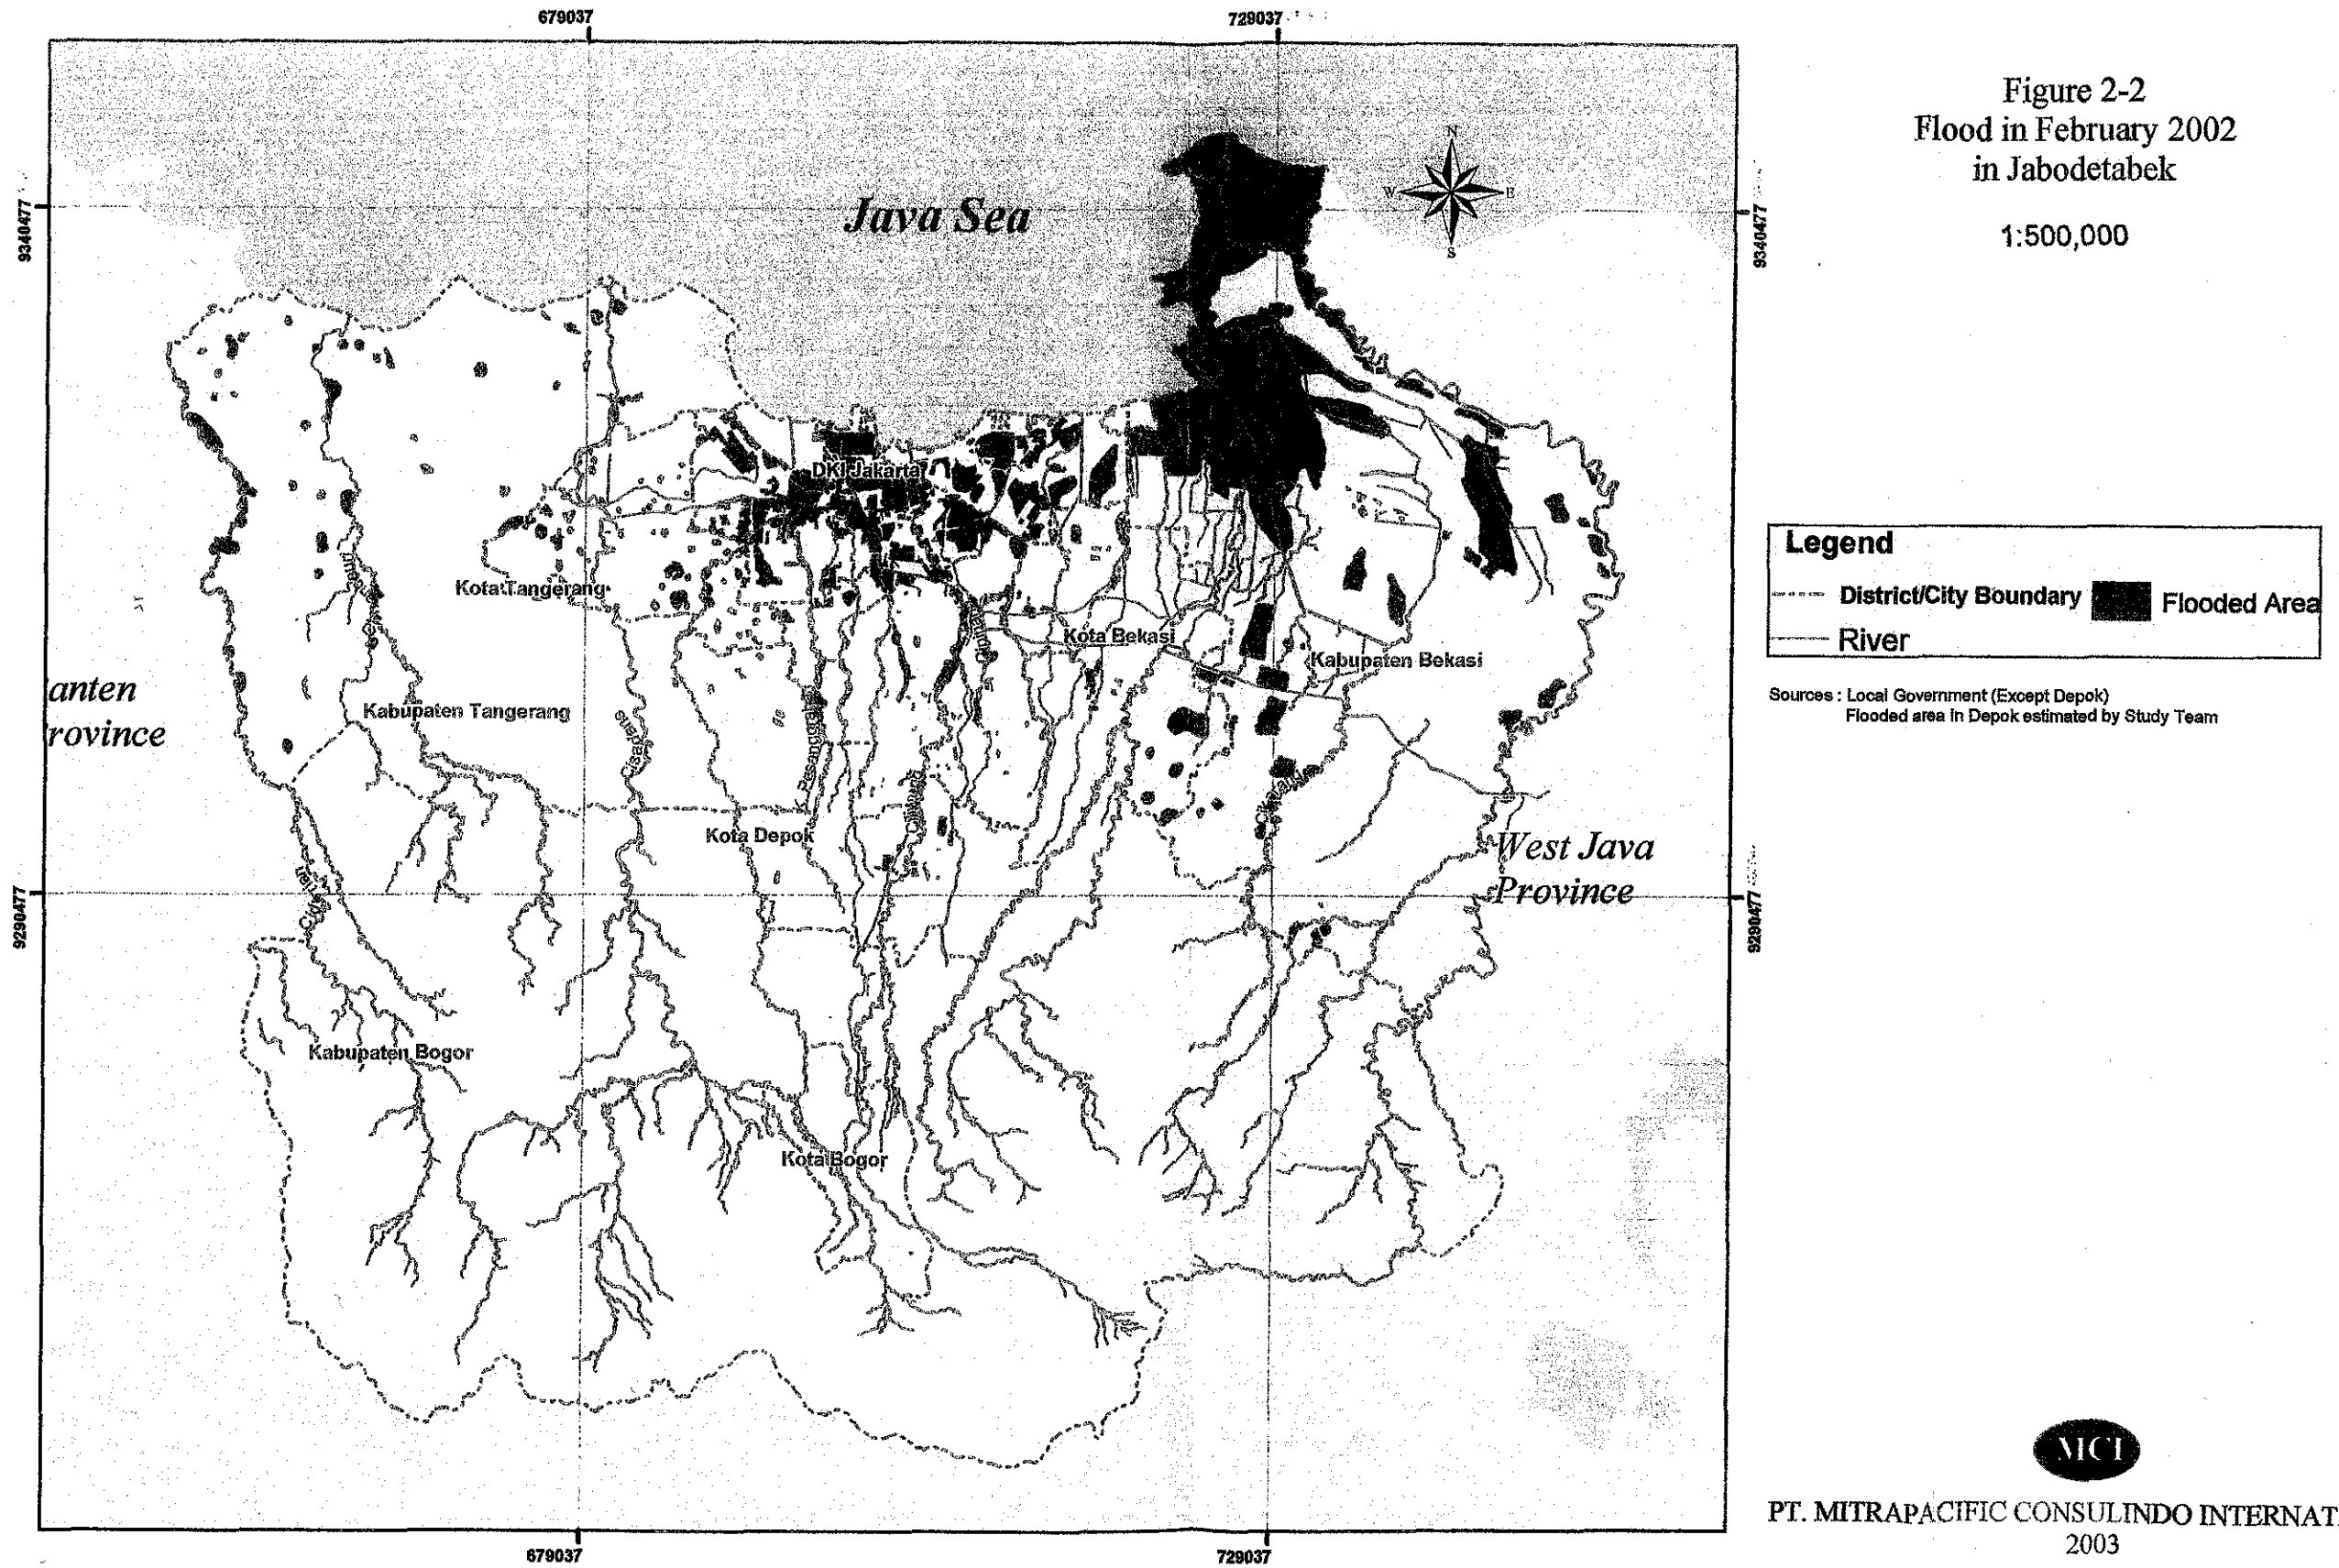 679037
729037
Figure 2-2
Flood in February 2002
in Jabodetabek
1:500,000
9340477
9340477
Java Sea
N
W
E
S
DKI Jakarta
Kota Tangerang
Kota Bekasi
Kabupaten Bekasi
Kabupaten Tangerang
anten
rovince
K. Pesanggrahan
Kota Depok
West Java
Province
9290477
9290477
Kabupaten Bogor
Kota Bogor
Legend
District/City Boundary
Flooded Area
River
Sources : Local Government (Except Depok)
Flooded area in Depok estimated by Study Team
MCI
PT. MITRAPACIFIC CONSULINDO INTERNAT
2003
679037
729037